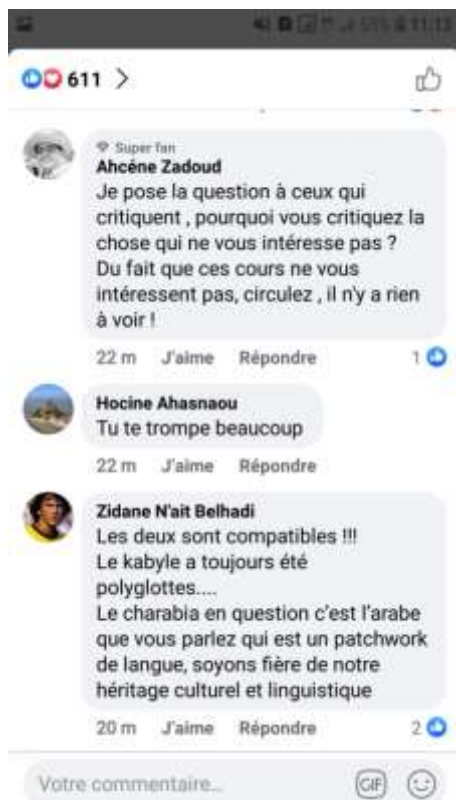 11:13
611 >
Super fan
Ahcéne Zadoud
Je pose la question à ceux qui
critiquent , pourquoi vous critiquez la
chose qui ne vous intéresse pas ?
Du fait que ces cours ne vous
intéressent pas, circulez , il n'y a rien
à voir !
22 m J'aime Répondre 1
Hocine Ahasnaou
Tu te trompe beaucoup
22 m J'aime Répondre
Zidane N'ait Belhadi
Les deux sont compatibles !!!
Le kabyle a toujours été
polyglottes....
Le charabia en question c'est l'arabe
que vous parlez qui est un patchwork
de langue, soyons fière de notre
héritage culturel et linguistique
20 m J'aime Répondre 2
Votre commentaire... GIF